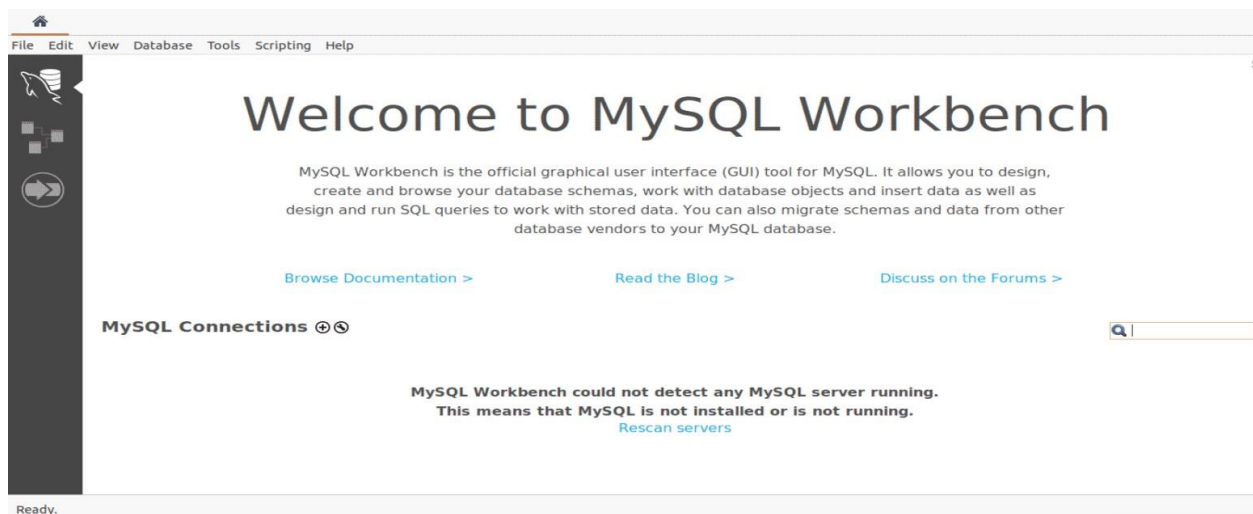 File Edit View Database Tools Scripting Help
Welcome to MySQL Workbench
MySQL Workbench is the official graphical user interface (GUI) tool for MySQL. It allows you to design,
create and browse your database schemas, work with database objects and insert data as well as
design and run SQL queries to work with stored data. You can also migrate schemas and data from other
database vendors to your MySQL database.
Browse Documentation > Read the Blog > Discuss on the Forums >
MySQL Connections
MySQL Workbench could not detect any MySQL server running.
This means that MySQL is not installed or is not running.
Rescan servers
Ready.